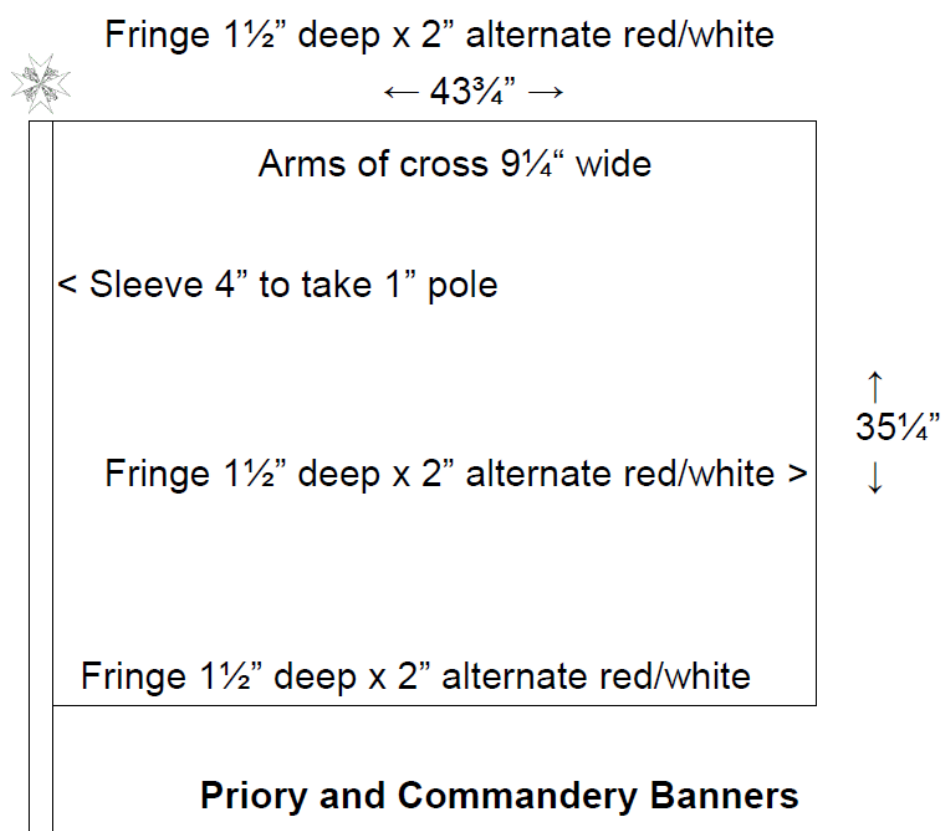 Fringe 1½” deep x 2” alternate red/white
← 43¾” →
Arms of cross 9¼“ wide
< Sleeve 4” to take 1” pole
↑
35¼”
Fringe 1½” deep x 2” alternate red/white >
↓
Fringe 1½” deep x 2” alternate red/white
Priory and Commandery Banners